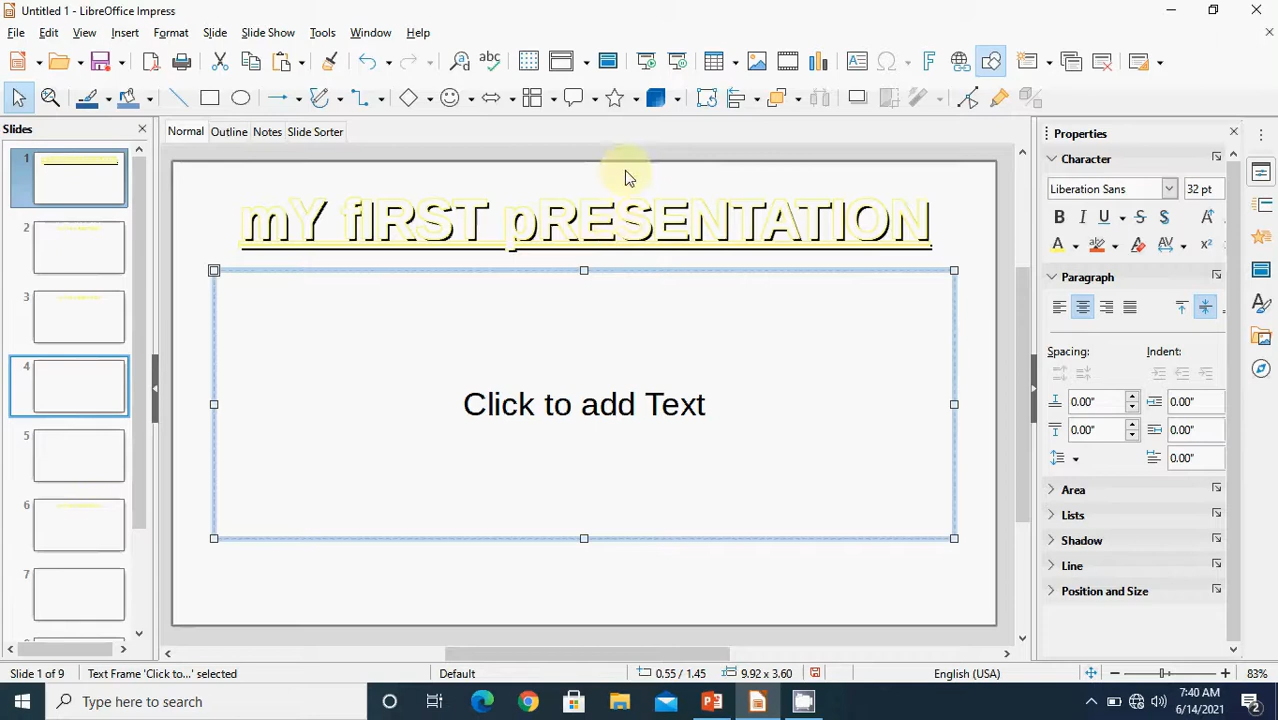 Untitled 1 - LibreOffice Impress
File Edit View Insert Format Slide Slide Show Tools Window Help
Slides
Normal Outline Notes Slide Sorter
Properties
Character
Liberation Sans 32 pt
Paragraph
Spacing: Indent:
0.00" 0.00"
0.00" 0.00"
0.00"
Area
Lists
Shadow
Line
Position and Size
1
2
3
4
5
6
7
mY fIRST pRESENTATION
Click to add Text
Slide 1 of 9 Text Frame 'Click to...' selected Default 0.55 / 1.45 9.92 x 3.60 English (USA) 83%
Type here to search
7:40 AM
6/14/2021
2